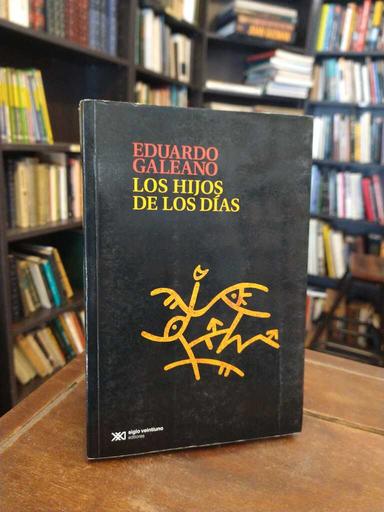 EDUARDO
GALEANO
LOS HIJOS
DE LOS DÍAS
siglo veintiuno
editores